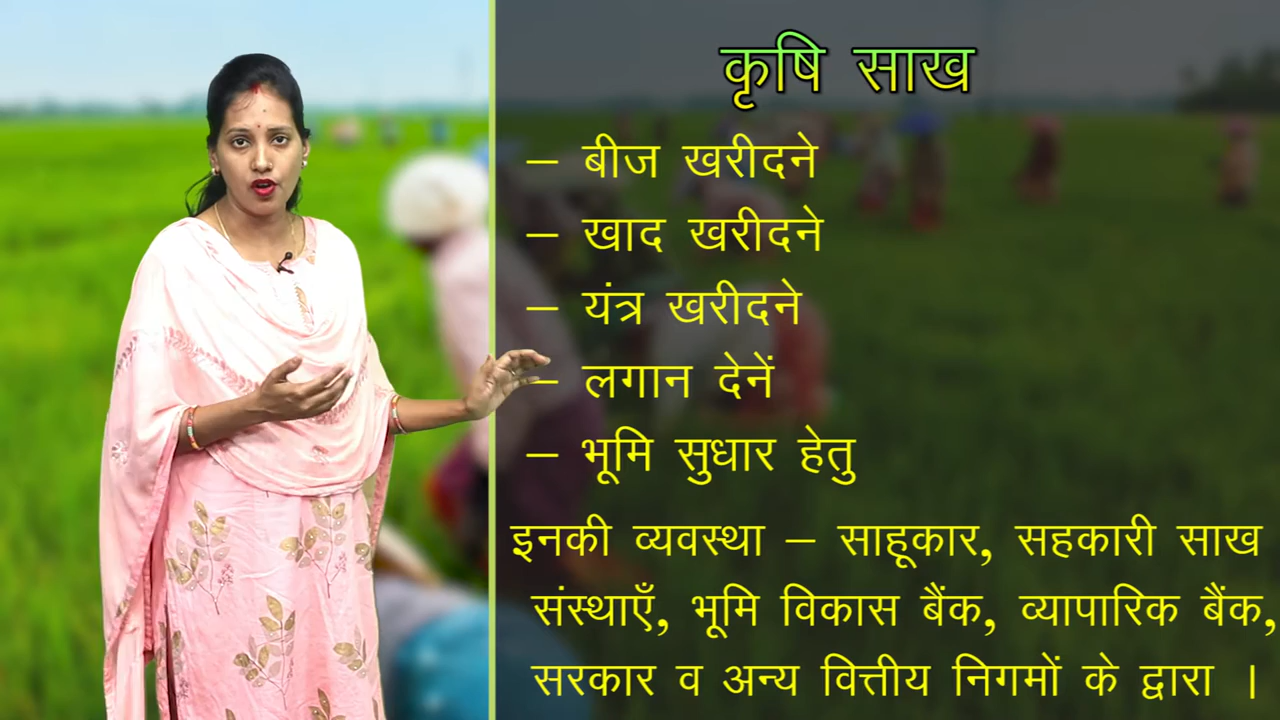 कृषि साख
– बीज खरीदने
– खाद खरीदने
– यंत्र खरीदने
– लगान देनें
– भूमि सुधार हेतु
इनकी व्यवस्था – साहूकार, सहकारी साख
संस्थाएँ, भूमि विकास बैंक, व्यापारिक बैंक,
सरकार व अन्य वित्तीय निगमों के द्वारा ।